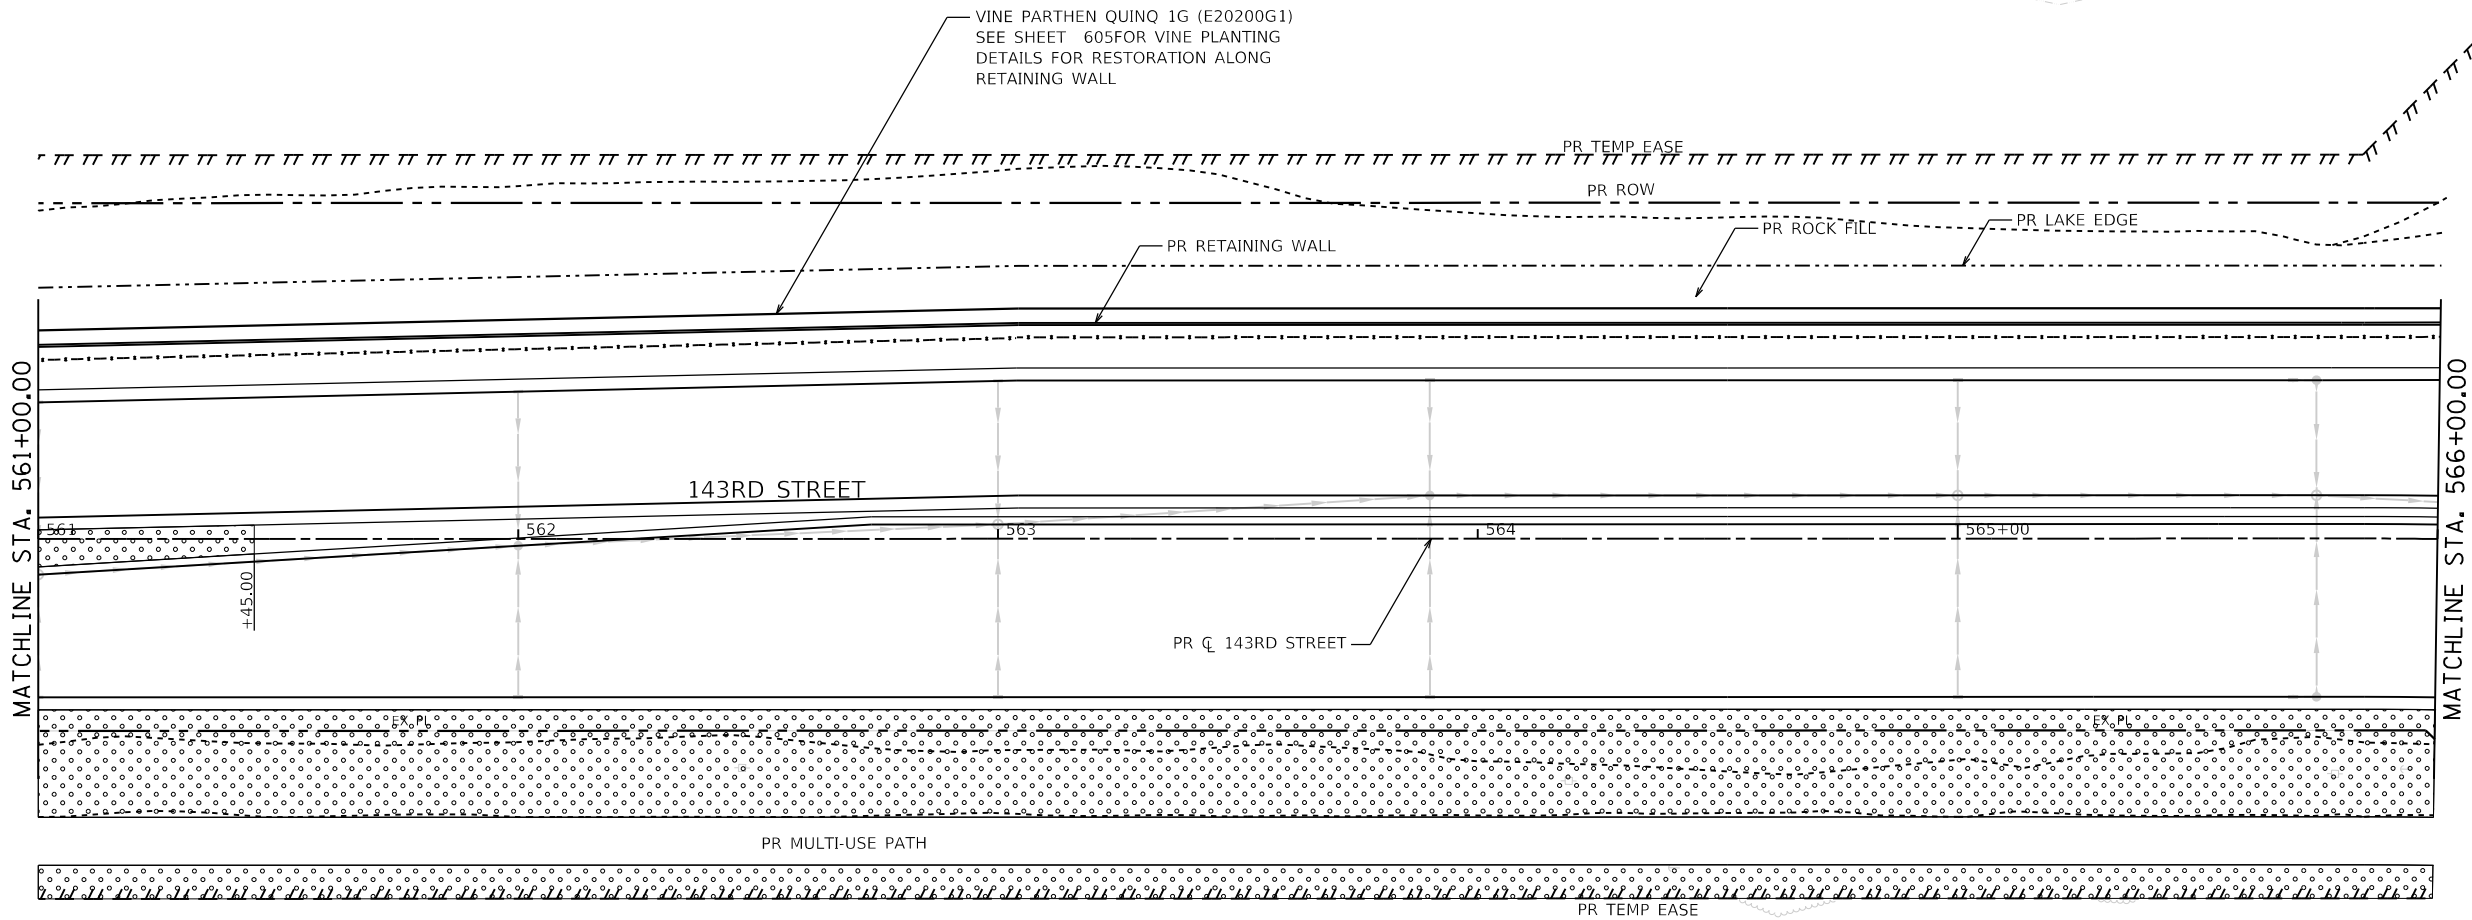 VINE PARTHEN QUINQ 1G (E20200G1)
SEE SHEET 605FOR VINE PLANTING
DETAILS FOR RESTORATION ALONG
RETAINING WALL
PR TEMP EASE
PR ROW
PR LAKE EDGE
PR ROCK FILL
PR RETAINING WALL
MATCHLINE STA. 561+00.00
MATCHLINE STA. 566+00.00
143RD STREET
561
562
563
564
565+00
+45.00
PR ℄ 143RD STREET
EX PL
EX PL
PR MULTI-USE PATH
PR TEMP EASE